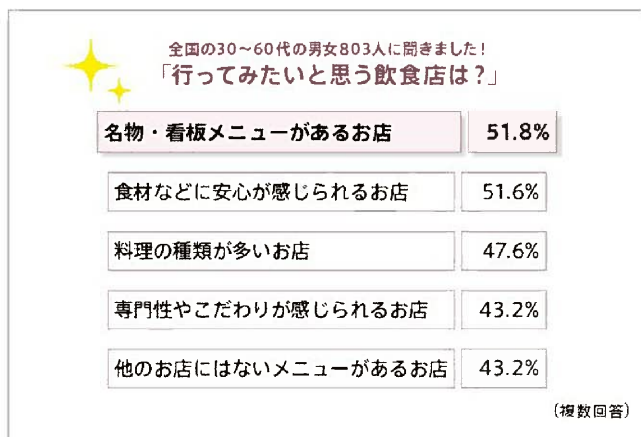 全国の30～60代の男女803人に聞きました！
「行ってみたいと思う飲食店は？」
名物・看板メニューがあるお店 51.8%
食材などに安心が感じられるお店 51.6%
料理の種類が多いお店 47.6%
専門性やこだわりが感じられるお店 43.2%
他のお店にはないメニューがあるお店 43.2%
（複数回答）